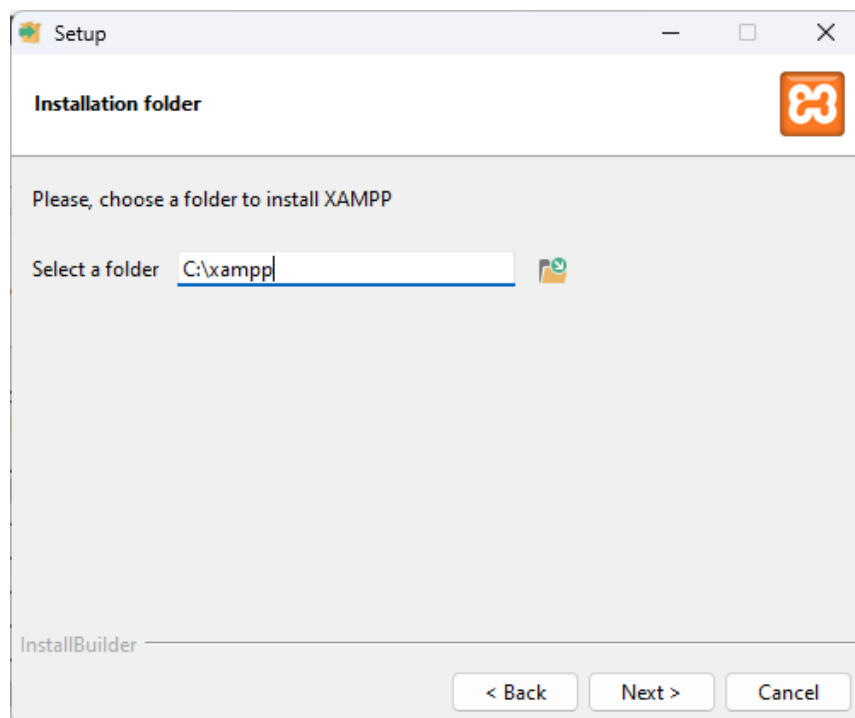 Setup
Installation folder
Please, choose a folder to install XAMPP
Select a folder C:\xampp
InstallBuilder
< Back Next > Cancel